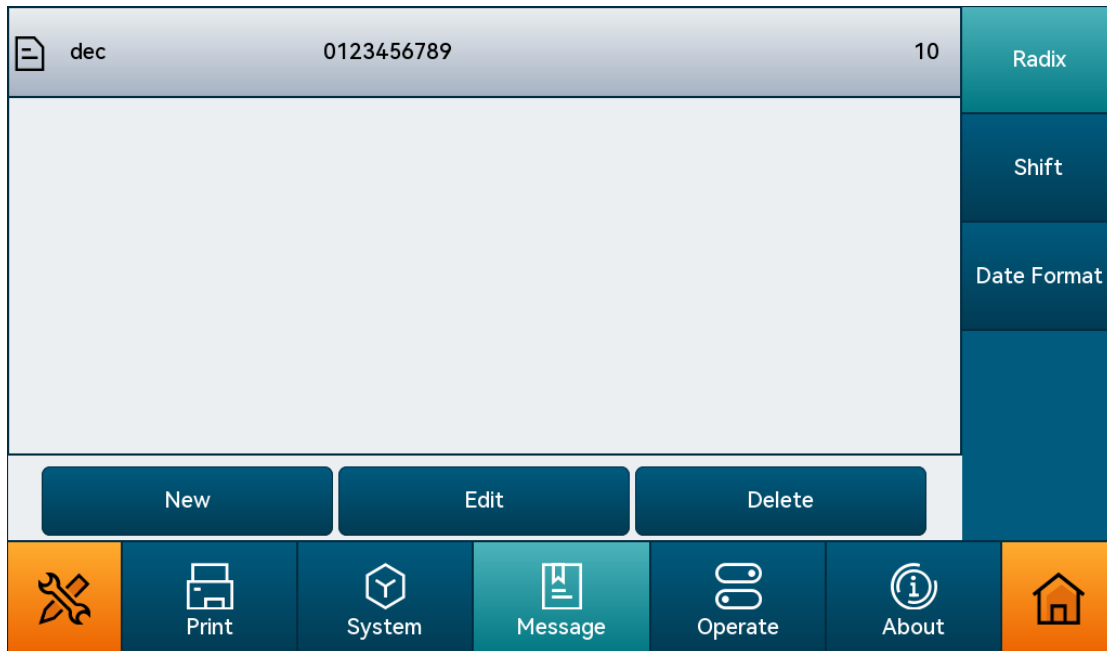 dec 0123456789 10
Radix
Shift
Date Format
New Edit Delete
Print System Message Operate About